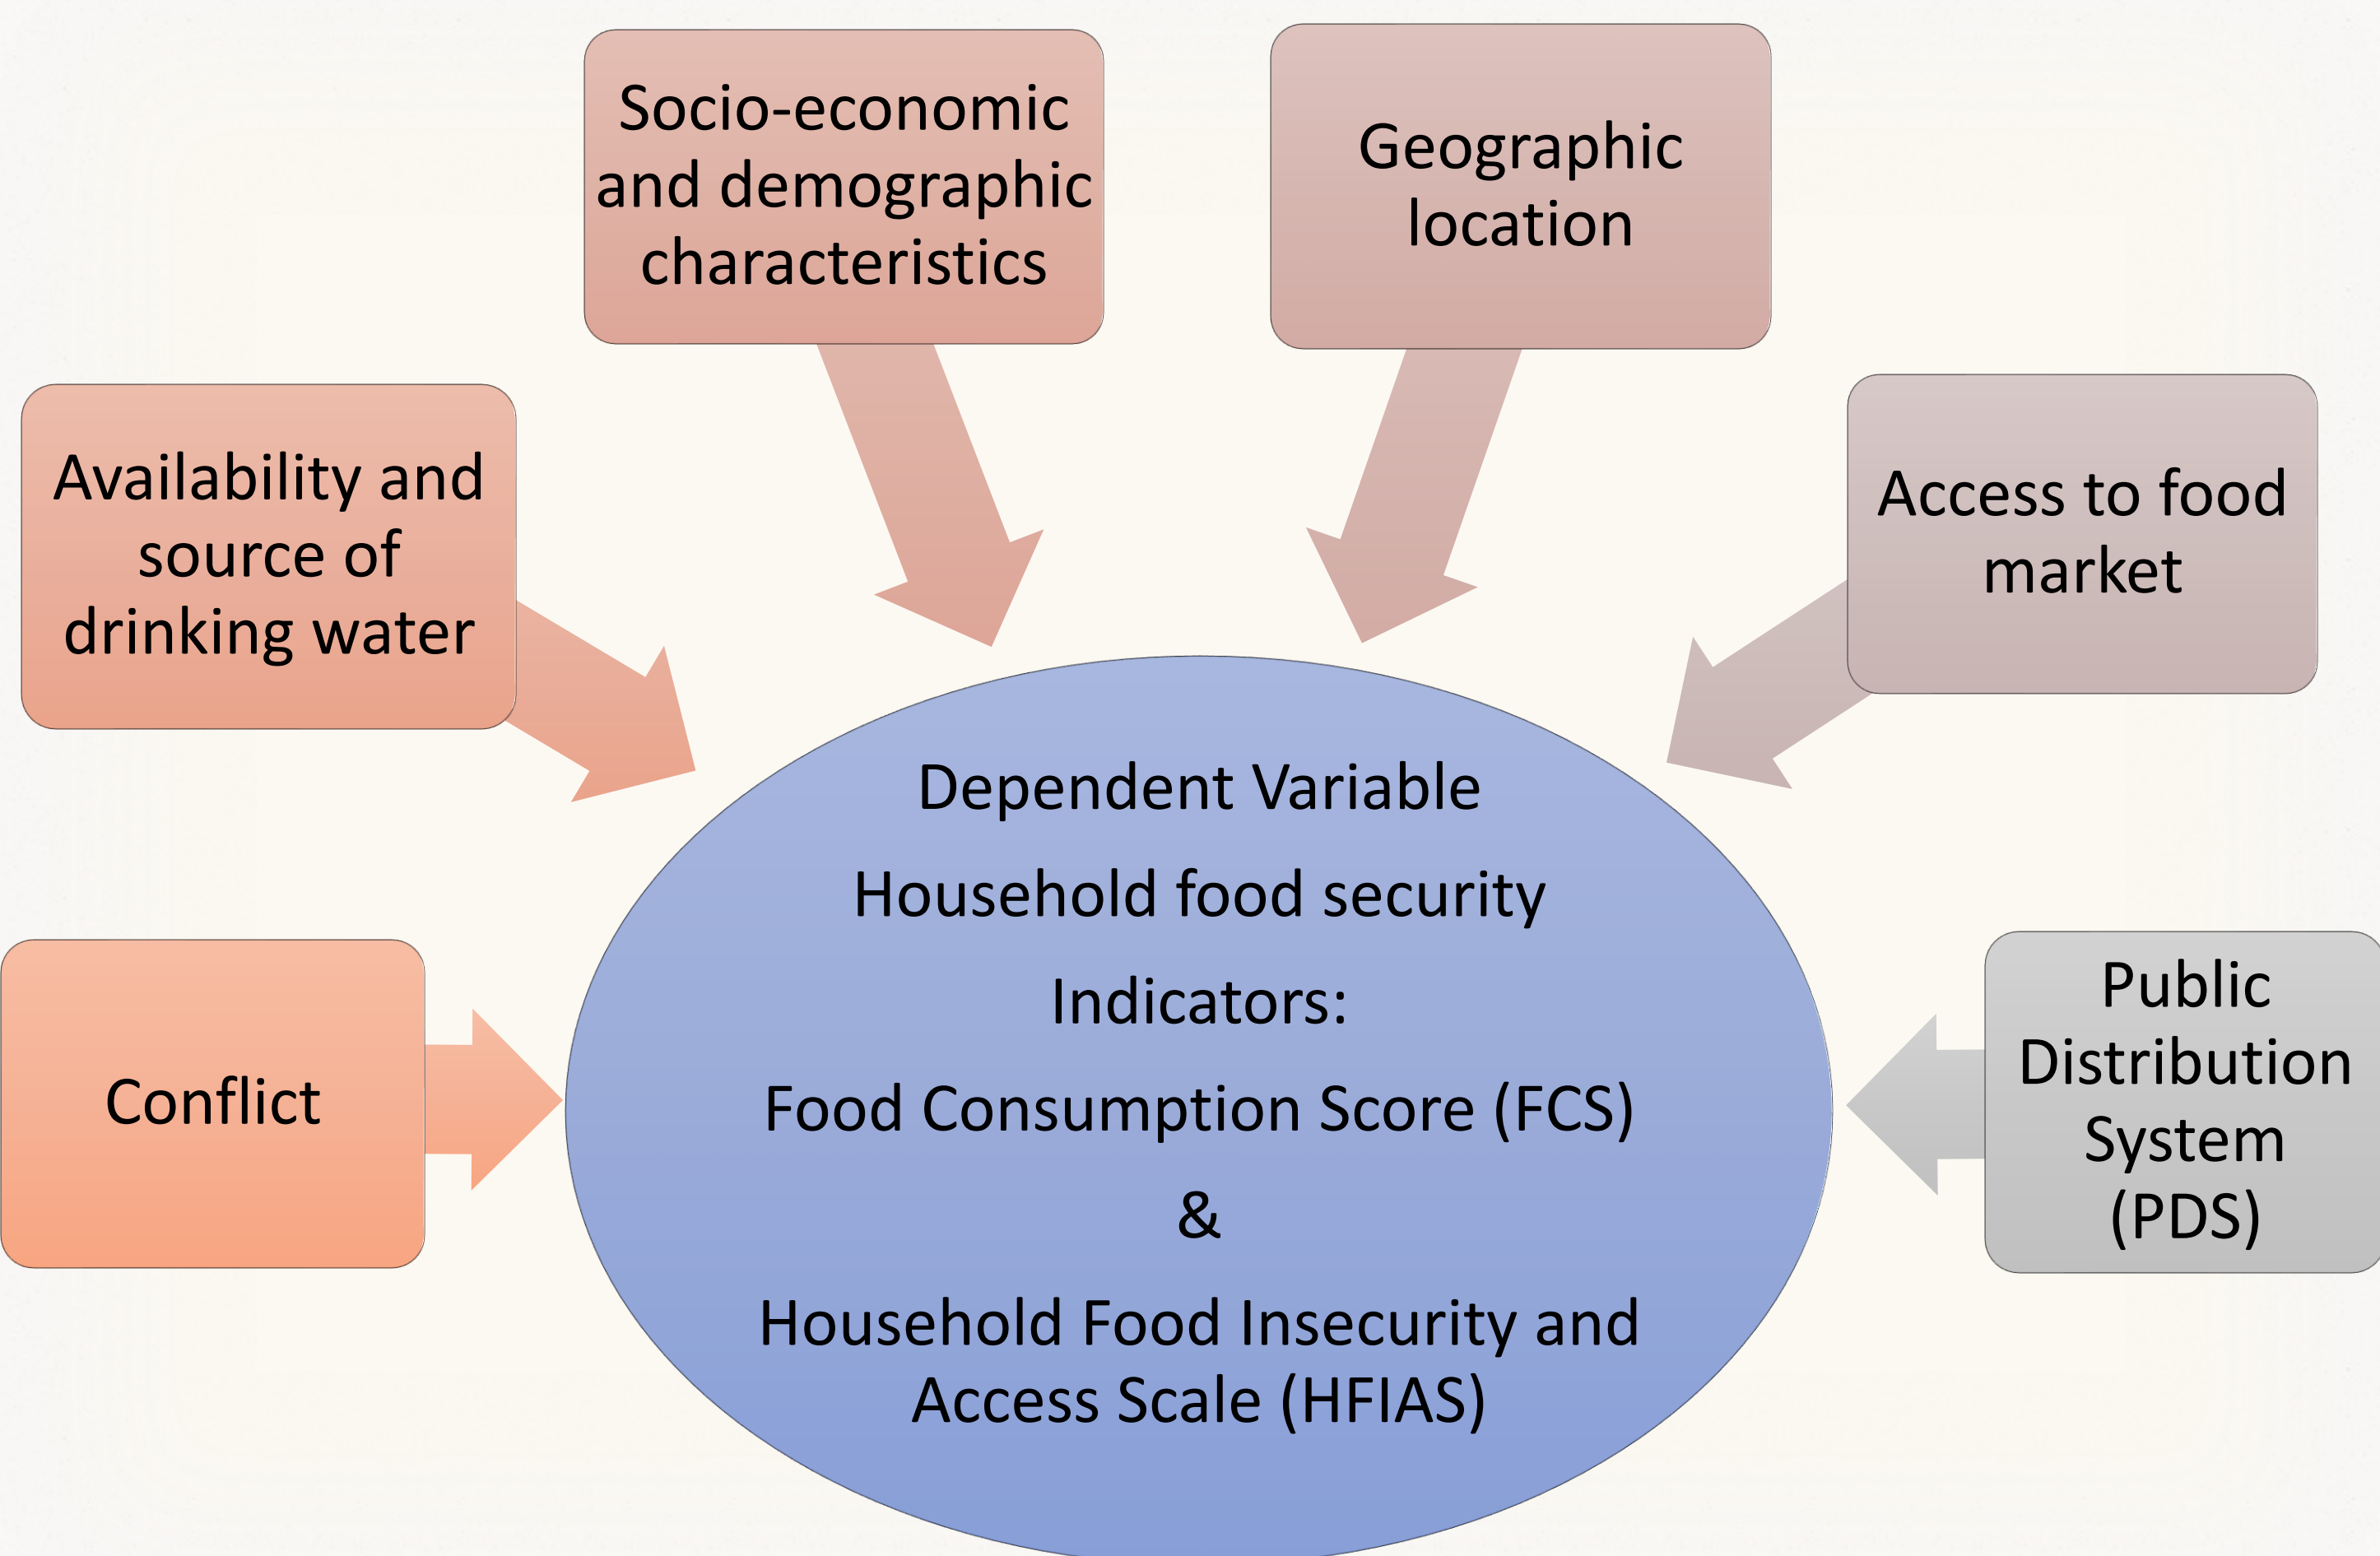 Socio-economic
and demographic
characteristics
Geographic
location
Availability and
source of
drinking water
Access to food
market
Conflict
Dependent Variable
Household food security
Indicators:
Food Consumption Score (FCS)
&
Household Food Insecurity and
Access Scale (HFIAS)
Public
Distribution
System
(PDS)